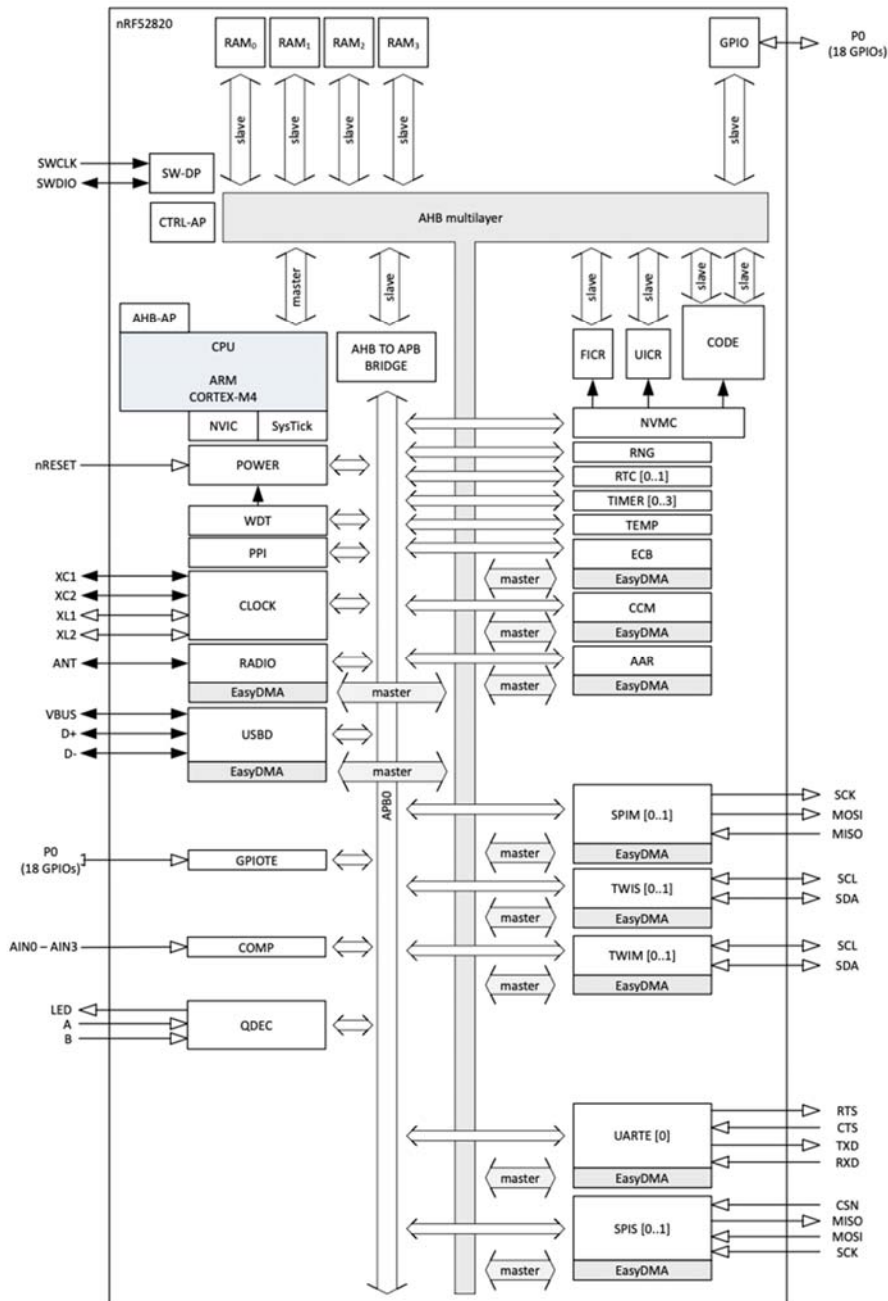 nRF52820
RAM₀ RAM₁ RAM₂ RAM₃ GPIO P0
(18 GPIOs)
slave slave slave slave slave
SWCLK
SWDIO
SW-DP
CTRL-AP
AHB multilayer
master slave slave slave slave slave
AHB-AP
CPU
ARM
CORTEX-M4
NVIC SysTick
AHB TO APB
BRIDGE
FICR UICR CODE
NVMC
nRESET POWER
RNG
RTC [0..1]
TIMER [0..3]
WDT
TEMP
PPI
ECB
master EasyDMA
XC1
XC2
XL1
XL2
CLOCK
CCM
master EasyDMA
ANT RADIO
EasyDMA master
AAR
master EasyDMA
VBUS
D+
D-
USBD
EasyDMA master
APB0
SPIM [0..1]
master EasyDMA
SCK
MOSI
MISO
P0
(18 GPIOs)
GPIOTE
TWIS [0..1]
master EasyDMA
SCL
SDA
AIN0 – AIN3 COMP
TWIM [0..1]
master EasyDMA
SCL
SDA
LED
A
B
QDEC
UARTE [0]
master EasyDMA
RTS
CTS
TXD
RXD
SPIS [0..1]
master EasyDMA
CSN
MISO
MOSI
SCK